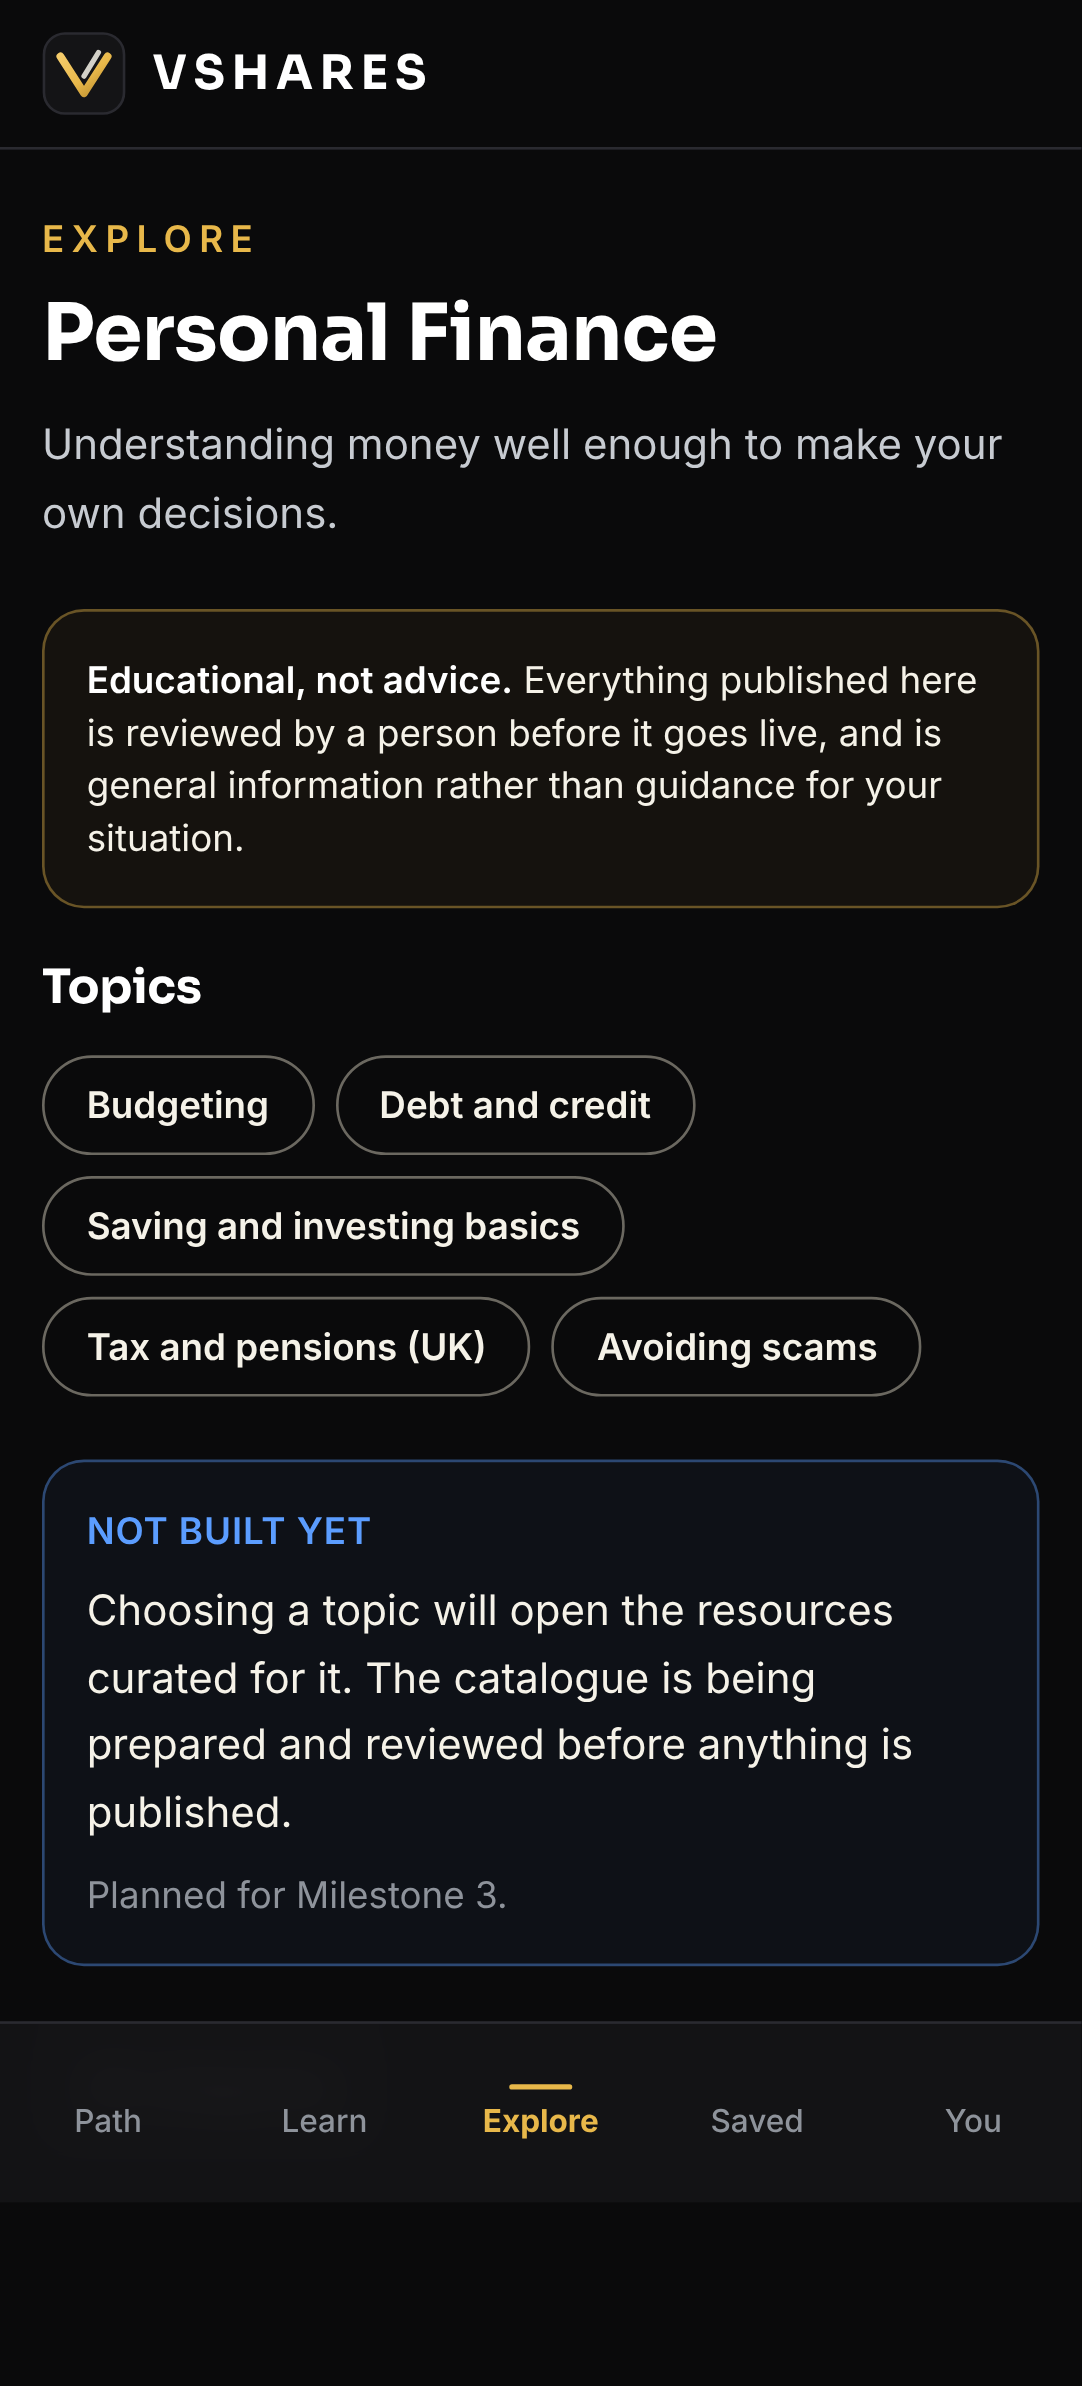 VSHARES
EXPLORE
Personal Finance
Understanding money well enough to make your
own decisions.
Educational, not advice. Everything published here
is reviewed by a person before it goes live, and is
general information rather than guidance for your
situation.
Topics
Budgeting
Debt and credit
Saving and investing basics
Tax and pensions (UK)
Avoiding scams
NOT BUILT YET
Choosing a topic will open the resources
curated for it. The catalogue is being
prepared and reviewed before anything is
published.
Planned for Milestone 3.
Path
Learn
Explore
Saved
You